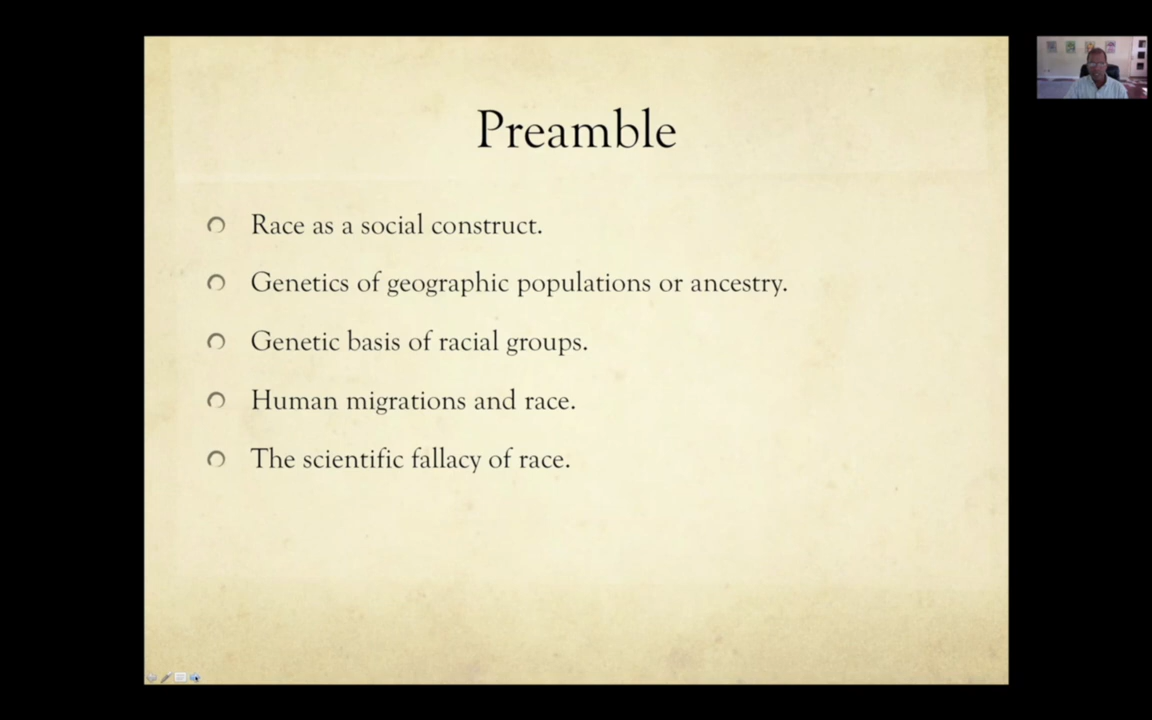 Preamble
Race as a social construct.
Genetics of geographic populations or ancestry.
Genetic basis of racial groups.
Human migrations and race.
The scientific fallacy of race.